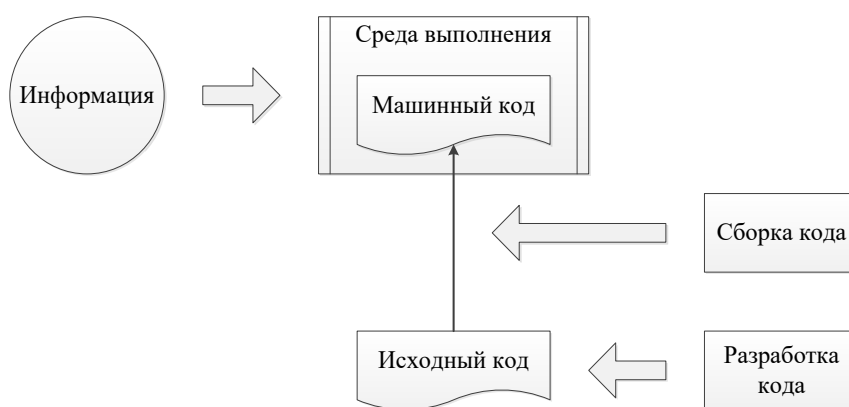 Среда выполнения
Информация
Машинный код
Сборка кода
Исходный код
Разработка
кода